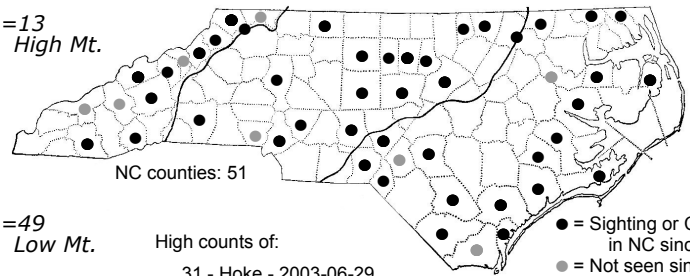 =13
High Mt.
NC counties: 51
=49
Low Mt.
High counts of:
31 - Hoke - 2003-06-29
= Sighting or C
in NC sinc
= Not seen sin